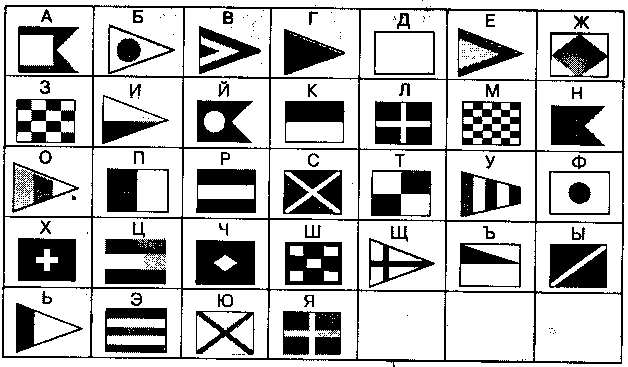 А Б В Г Д Е Ж
З И Й К Л М Н
О П Р С Т У Ф
Х Ц Ч Ш Щ Ъ Ы
Ь Э Ю Я